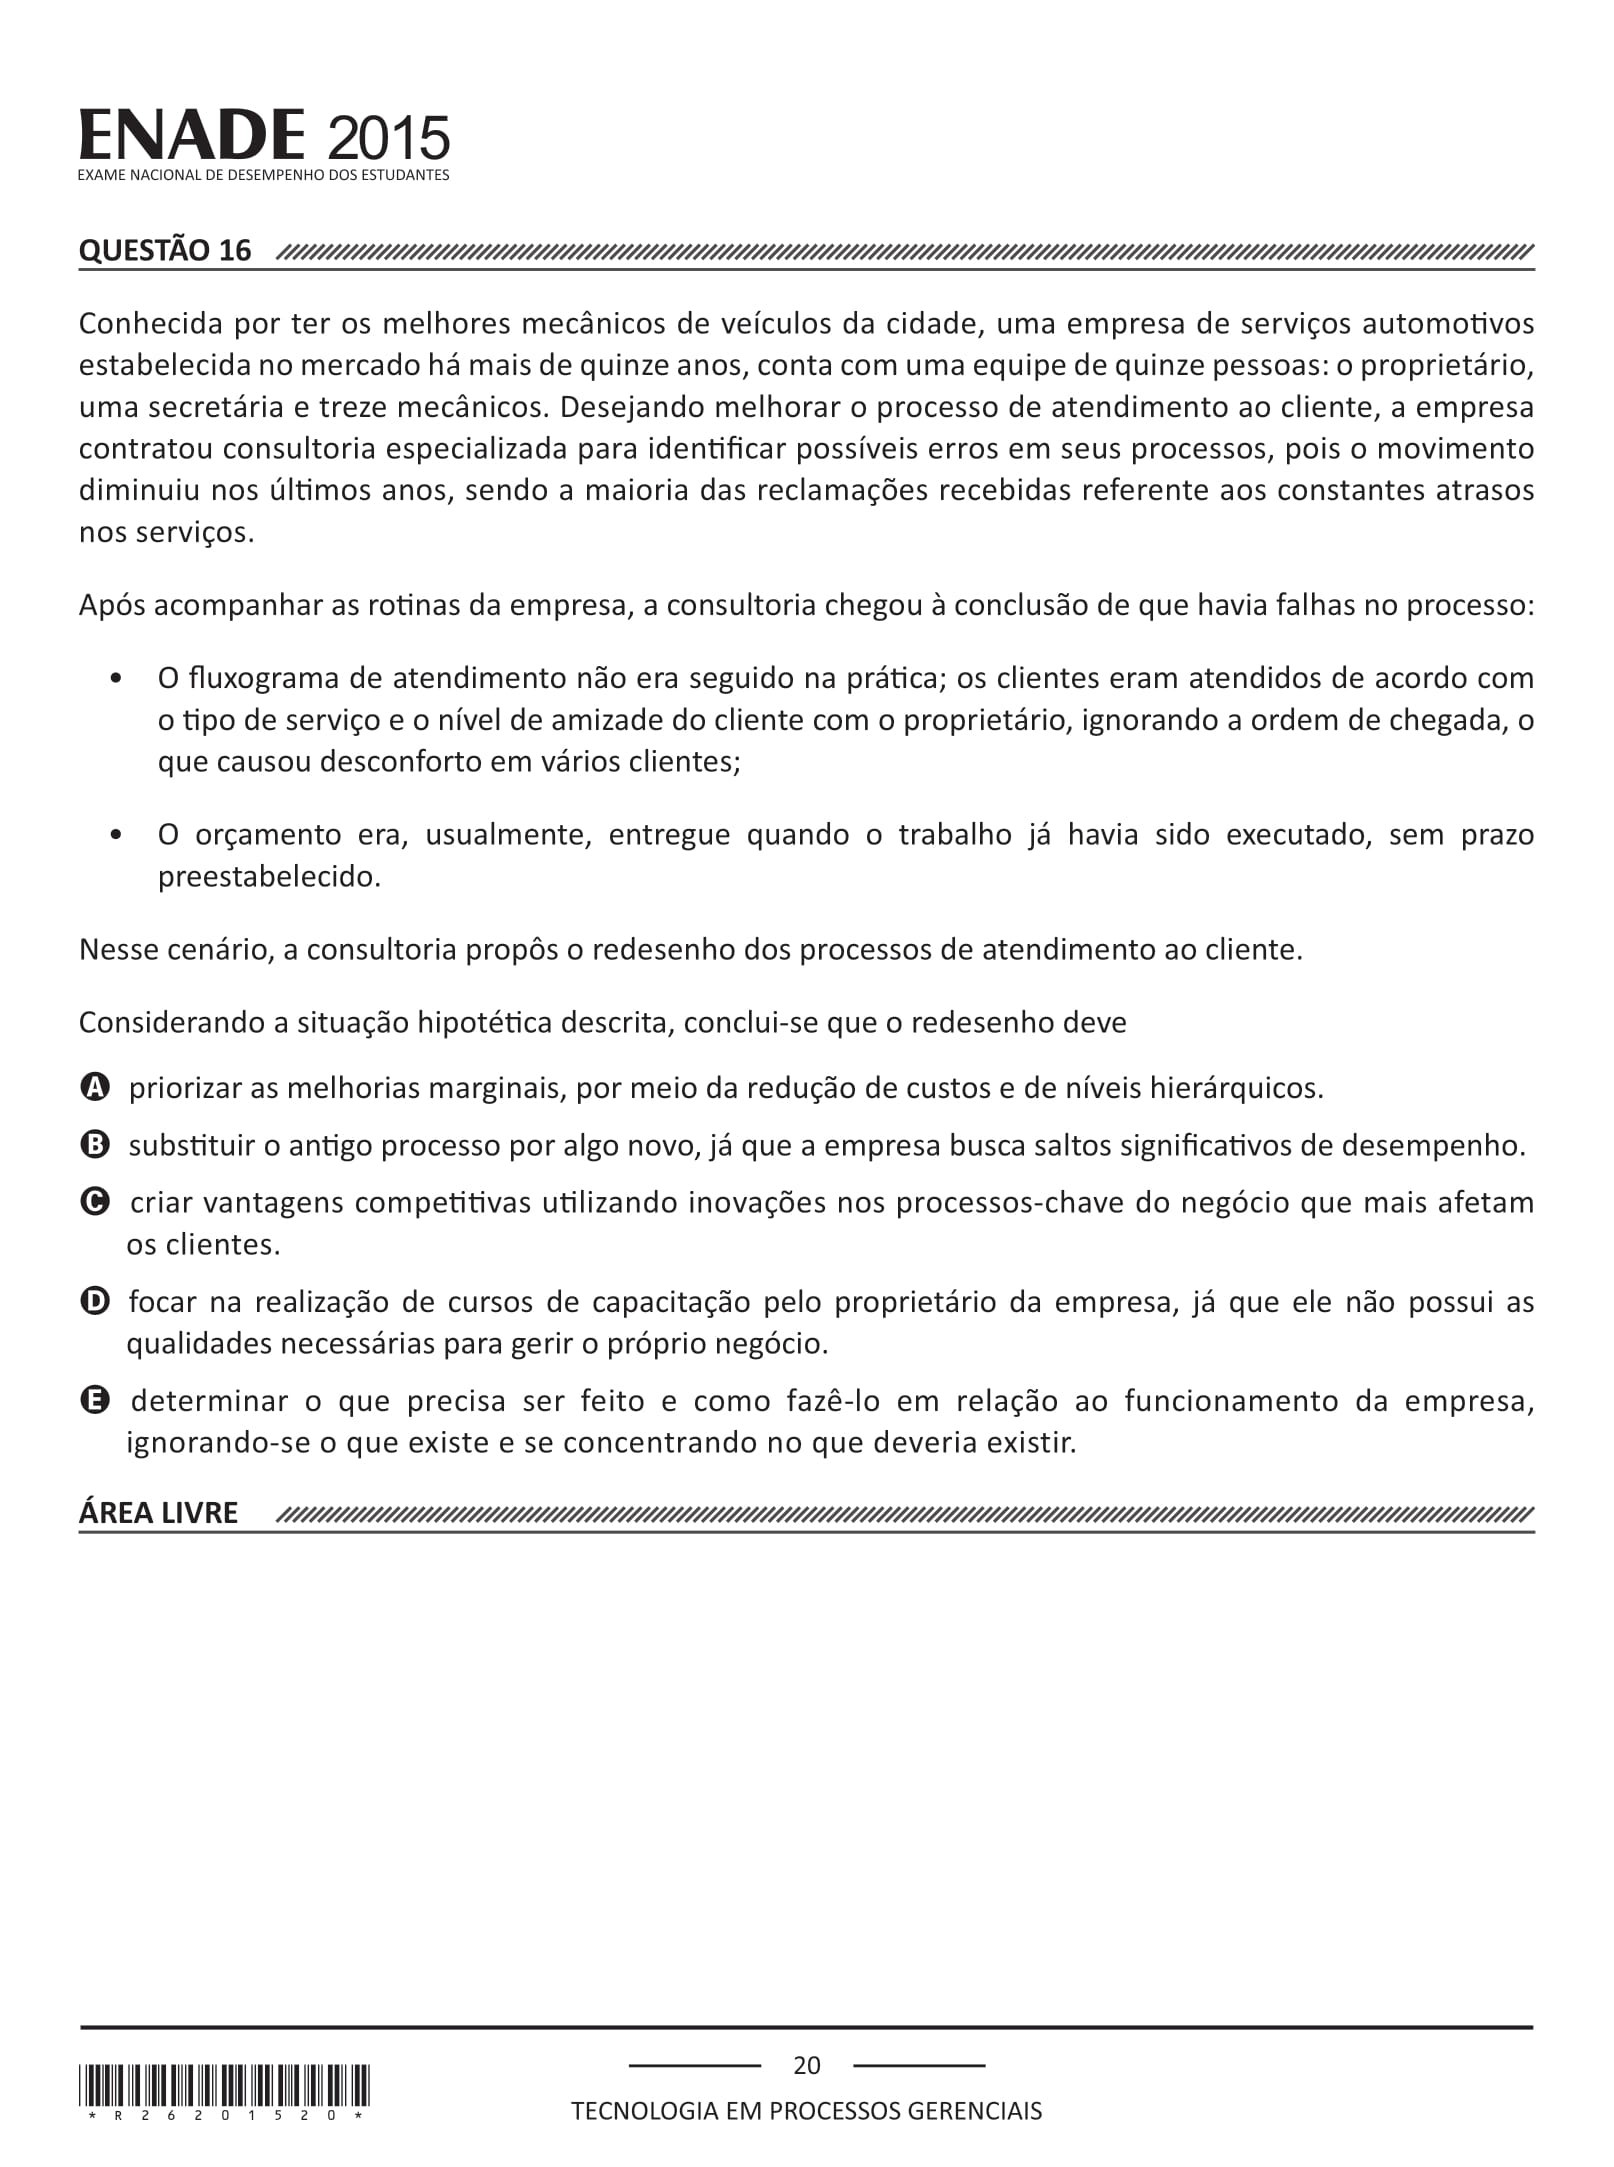 ENADE 2015
EXAME NACIONAL DE DESEMPENHO DOS ESTUDANTES
QUESTÃO 16
Conhecida por ter os melhores mecânicos de veículos da cidade, uma empresa de serviços automotivos
estabelecida no mercado há mais de quinze anos, conta com uma equipe de quinze pessoas: o proprietário,
uma secretária e treze mecânicos. Desejando melhorar o processo de atendimento ao cliente, a empresa
contratou consultoria especializada para identificar possíveis erros em seus processos, pois o movimento
diminuiu nos últimos anos, sendo a maioria das reclamações recebidas referente aos constantes atrasos
nos serviços.
Após acompanhar as rotinas da empresa, a consultoria chegou à conclusão de que havia falhas no processo:
• O fluxograma de atendimento não era seguido na prática; os clientes eram atendidos de acordo com
o tipo de serviço e o nível de amizade do cliente com o proprietário, ignorando a ordem de chegada, o
que causou desconforto em vários clientes;
• O orçamento era, usualmente, entregue quando o trabalho já havia sido executado, sem prazo
preestabelecido.
Nesse cenário, a consultoria propôs o redesenho dos processos de atendimento ao cliente.
Considerando a situação hipotética descrita, conclui-se que o redesenho deve
A priorizar as melhorias marginais, por meio da redução de custos e de níveis hierárquicos.
B substituir o antigo processo por algo novo, já que a empresa busca saltos significativos de desempenho.
C criar vantagens competitivas utilizando inovações nos processos-chave do negócio que mais afetam
os clientes.
D focar na realização de cursos de capacitação pelo proprietário da empresa, já que ele não possui as
qualidades necessárias para gerir o próprio negócio.
E determinar o que precisa ser feito e como fazê-lo em relação ao funcionamento da empresa,
ignorando-se o que existe e se concentrando no que deveria existir.
ÁREA LIVRE
20
* R 2 6 2 0 1 5 2 0 *
TECNOLOGIA EM PROCESSOS GERENCIAIS